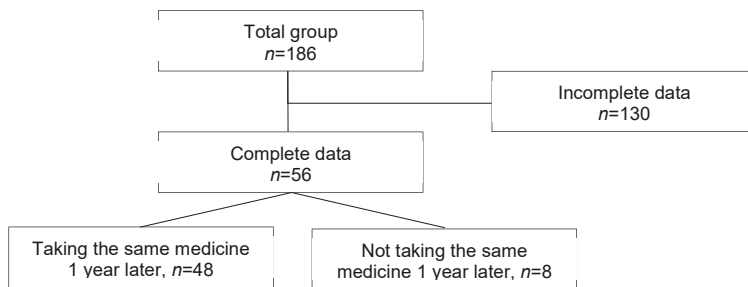 Total group
n=186
Incomplete data
n=130
Complete data
n=56
Taking the same medicine
1 year later, n=48
Not taking the same
medicine 1 year later, n=8